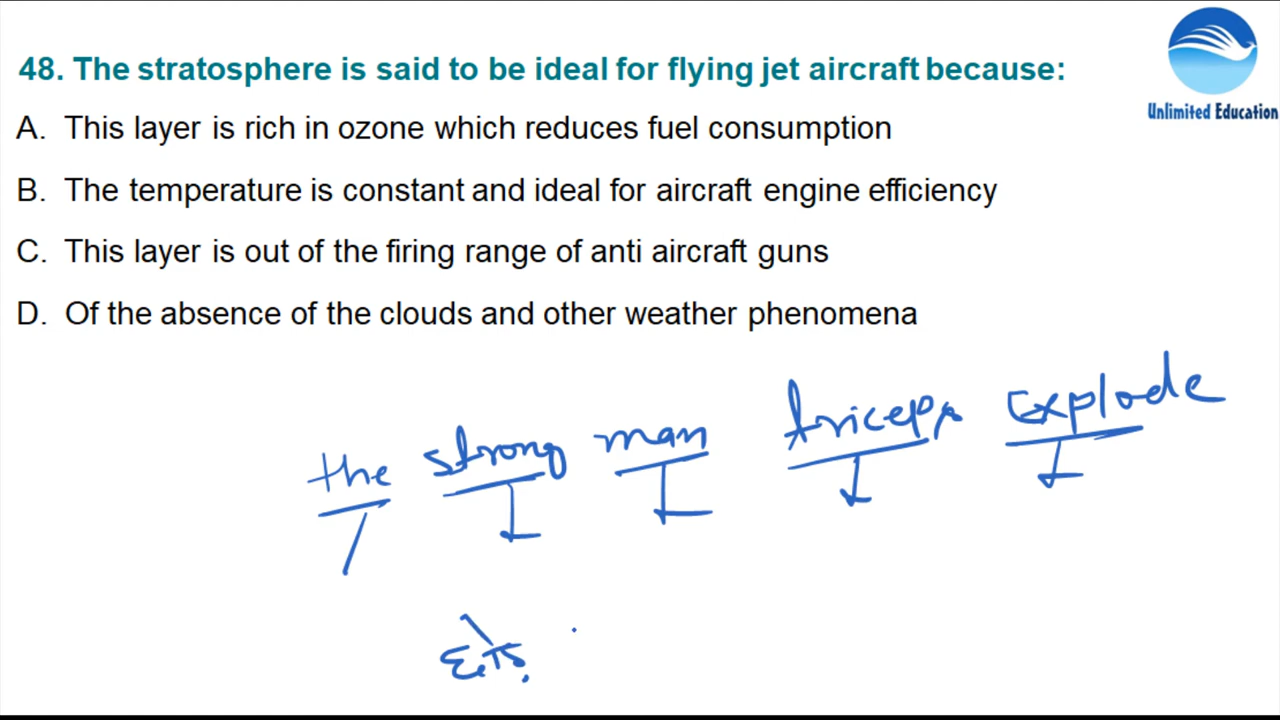 48. The stratosphere is said to be ideal for flying jet aircraft because:
Unlimited Education
A. This layer is rich in ozone which reduces fuel consumption
B. The temperature is constant and ideal for aircraft engine efficiency
C. This layer is out of the firing range of anti aircraft guns
D. Of the absence of the clouds and other weather phenomena
the strong man triceps explode